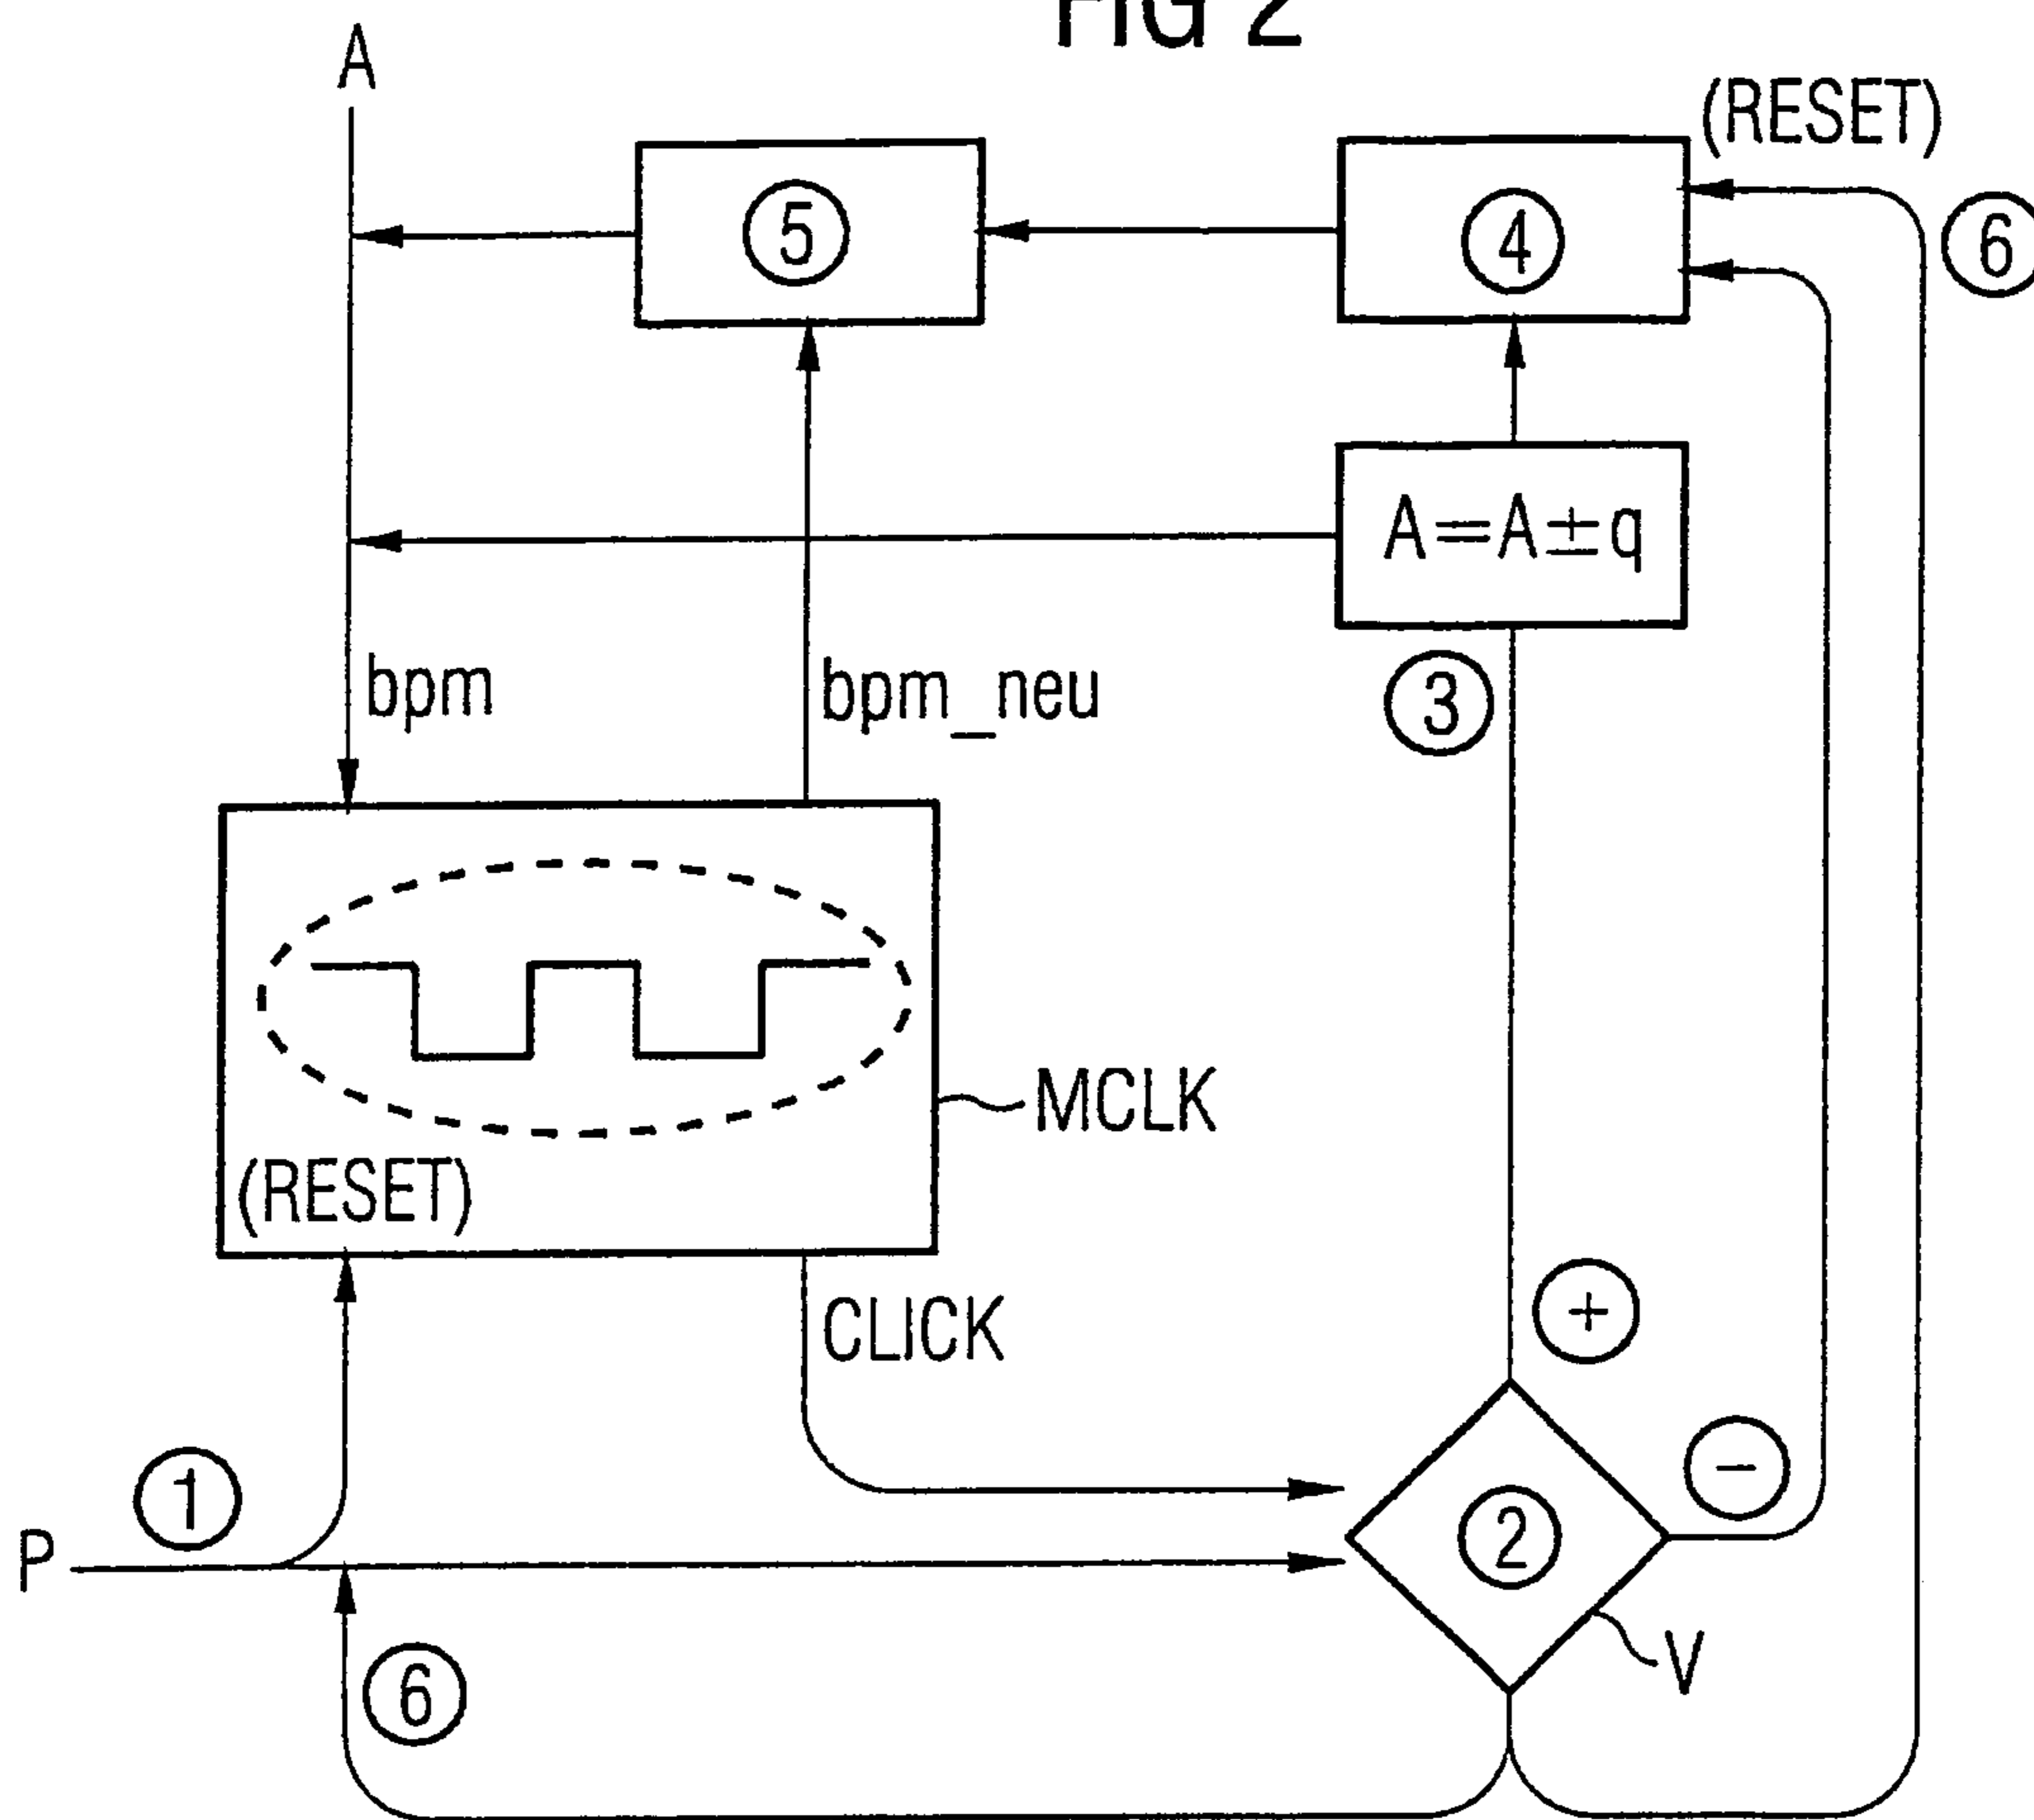 FIG 2
A
(RESET)
5
4
6
A=A±q
bpm
bpm_neu
3
MCLK
(RESET)
CLICK
+
−
1
P
2
6
V